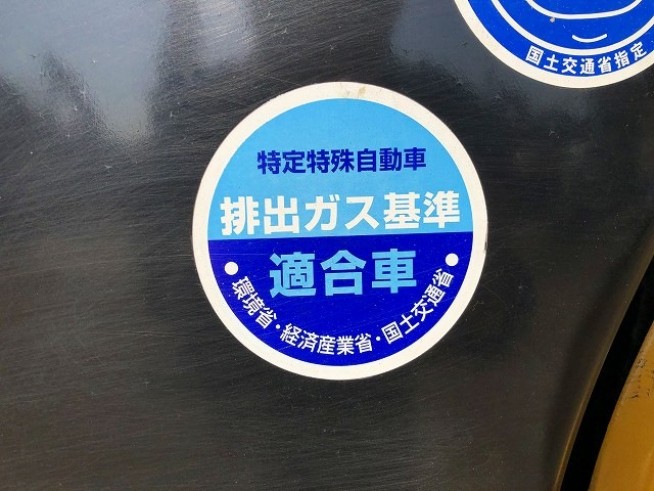 国土交通省指定
特定特殊自動車
排出ガス基準
適合車
環境省・経済産業省・国土交通省